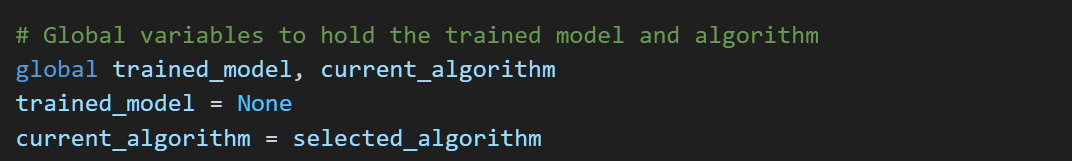 # Global variables to hold the trained model and algorithm
global trained_model, current_algorithm
trained_model = None
current_algorithm = selected_algorithm